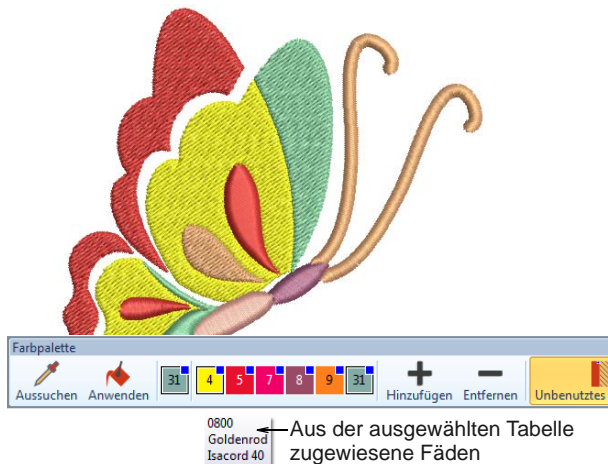 Farbpalette
Aussuchen Anwenden 31 4 5 7 8 9 31 Hinzufügen Entfernen Unbenutztes
0800
Goldenrod
Isacord 40
Aus der ausgewählten Tabelle
zugewiesene Fäden